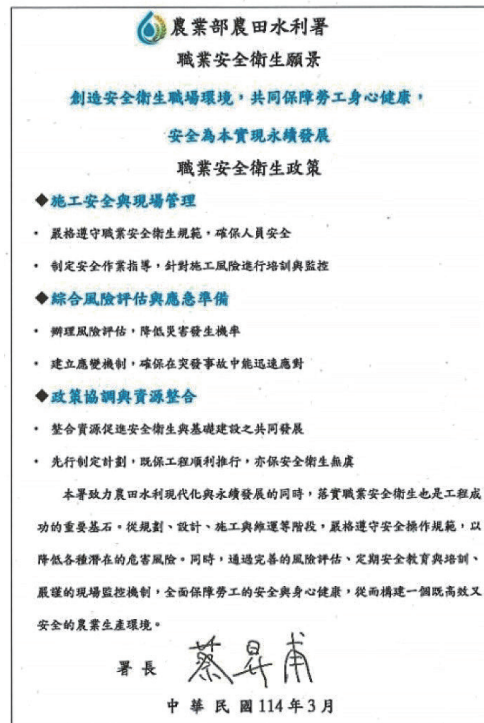 農業部農田水利署
職業安全衛生願景
創造安全衛生職場環境，共同保障勞工身心健康，
安全為本實現永續發展
職業安全衛生政策
◆施工安全與現場管理
• 嚴格遵守職業安全衛生規範，確保人員安全
• 制定安全作業指導，針對施工風險進行培訓與監控
◆綜合風險評估與應急準備
• 辦理風險評估，降低災害發生機率
• 建立應變機制，確保在突發事故中能迅速應對
◆政策協調與資源整合
• 整合資源促進安全衛生與基礎建設之共同發展
• 先行制定計劃，既保工程順利推行，亦保安全衛生無虞
本署致力農田水利現代化與永續發展的同時，落實職業安全衛生也是工程成
功的重要基石。從規劃、設計、施工與維運等階段，嚴格遵守安全操作規範，以
降低各種潛在的危害風險。同時，通過完善的風險評估、定期安全教育與培訓、
嚴謹的現場監控機制，全面保障勞工的安全與身心健康，從而構建一個既高效又
安全的農業生產環境。
署長 蔡昇甫
中華民國114年3月